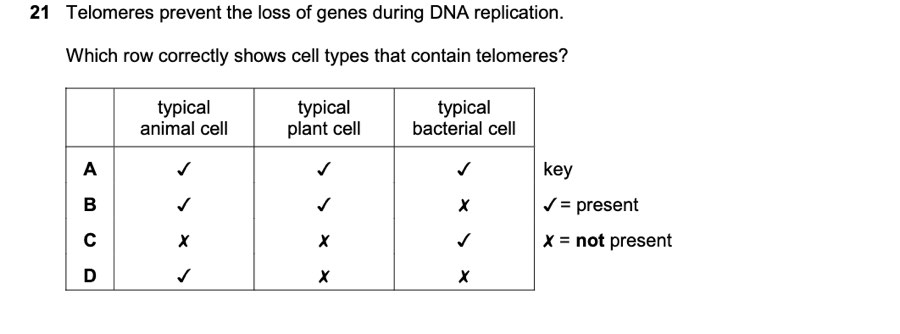 21 Telomeres prevent the loss of genes during DNA replication.
Which row correctly shows cell types that contain telomeres?
typical animal cell typical plant cell typical bacterial cell
A ✓ ✓ ✓ key
B ✓ ✓ ✗ ✓ = present
C ✗ ✗ ✓ ✗ = not present
D ✓ ✗ ✗